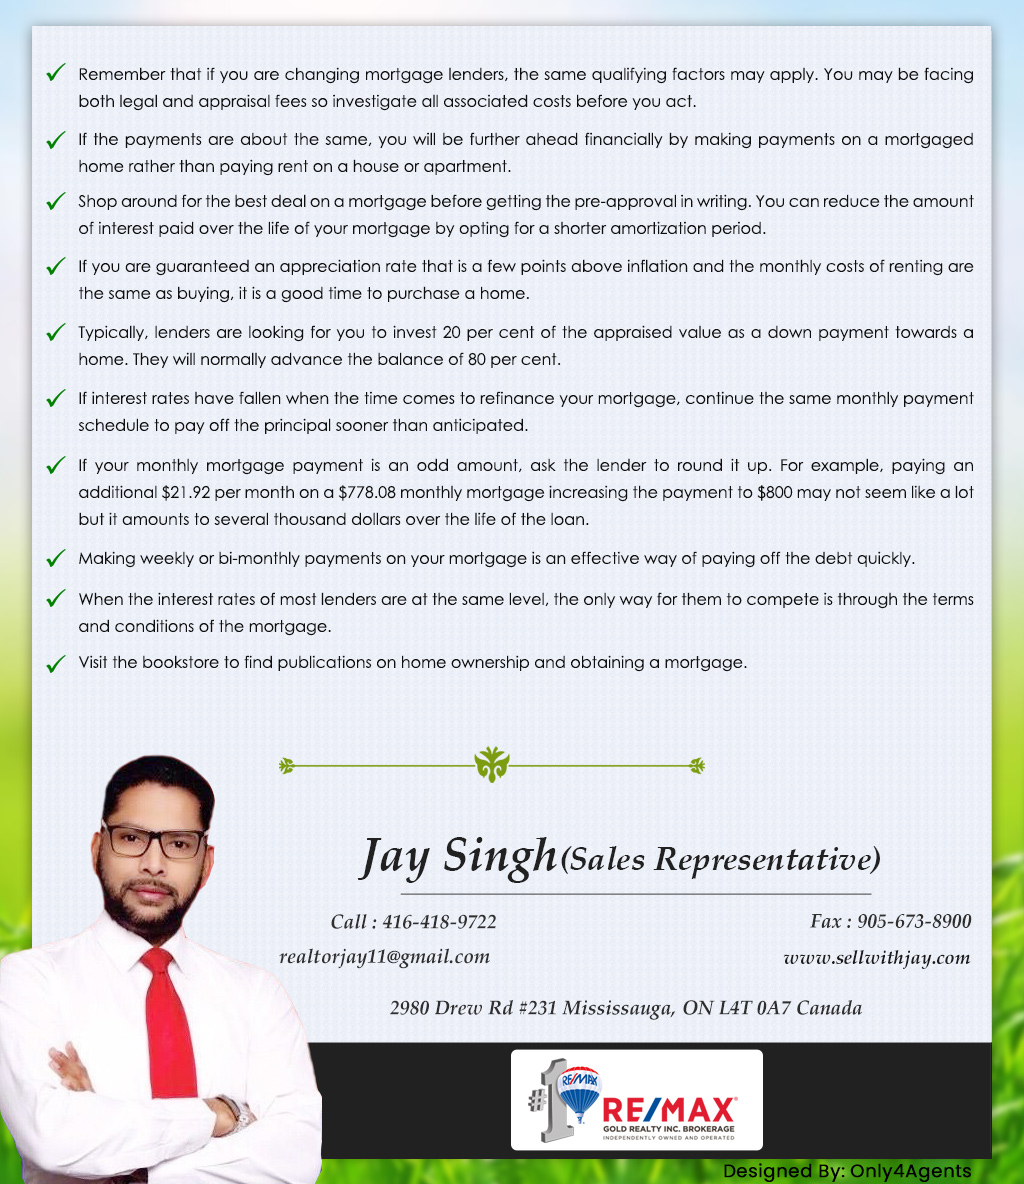 Remember that if you are changing mortgage lenders, the same qualifying factors may apply. You may be facing
both legal and appraisal fees so investigate all associated costs before you act.
If the payments are about the same, you will be further ahead financially by making payments on a mortgaged
home rather than paying rent on a house or apartment.
Shop around for the best deal on a mortgage before getting the pre-approval in writing. You can reduce the amount
of interest paid over the life of your mortgage by opting for a shorter amortization period.
If you are guaranteed an appreciation rate that is a few points above inflation and the monthly costs of renting are
the same as buying, it is a good time to purchase a home.
Typically, lenders are looking for you to invest 20 per cent of the appraised value as a down payment towards a
home. They will normally advance the balance of 80 per cent.
If interest rates have fallen when the time comes to refinance your mortgage, continue the same monthly payment
schedule to pay off the principal sooner than anticipated.
If your monthly mortgage payment is an odd amount, ask the lender to round it up. For example, paying an
additional $21.92 per month on a $778.08 monthly mortgage increasing the payment to $800 may not seem like a lot
but it amounts to several thousand dollars over the life of the loan.
Making weekly or bi-monthly payments on your mortgage is an effective way of paying off the debt quickly.
When the interest rates of most lenders are at the same level, the only way for them to compete is through the terms
and conditions of the mortgage.
Visit the bookstore to find publications on home ownership and obtaining a mortgage.
Jay Singh(Sales Representative)
Call : 416-418-9722
Fax : 905-673-8900
realtorjay11@gmail.com
www.sellwithjay.com
2980 Drew Rd #231 Mississauga, ON L4T 0A7 Canada
#1
RE/MAX
RE/MAX®
GOLD REALTY INC. BROKERAGE
INDEPENDENTLY OWNED AND OPERATED
Designed By: Only4Agents